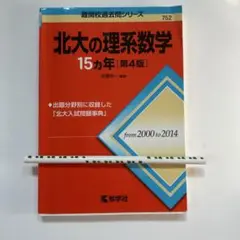 難関校過去問シリーズ
752
北大の理系数学
15カ年[第4版]
出題分野別に収録した
「北大入試問題事典」
from 2000 to 2014
教学社